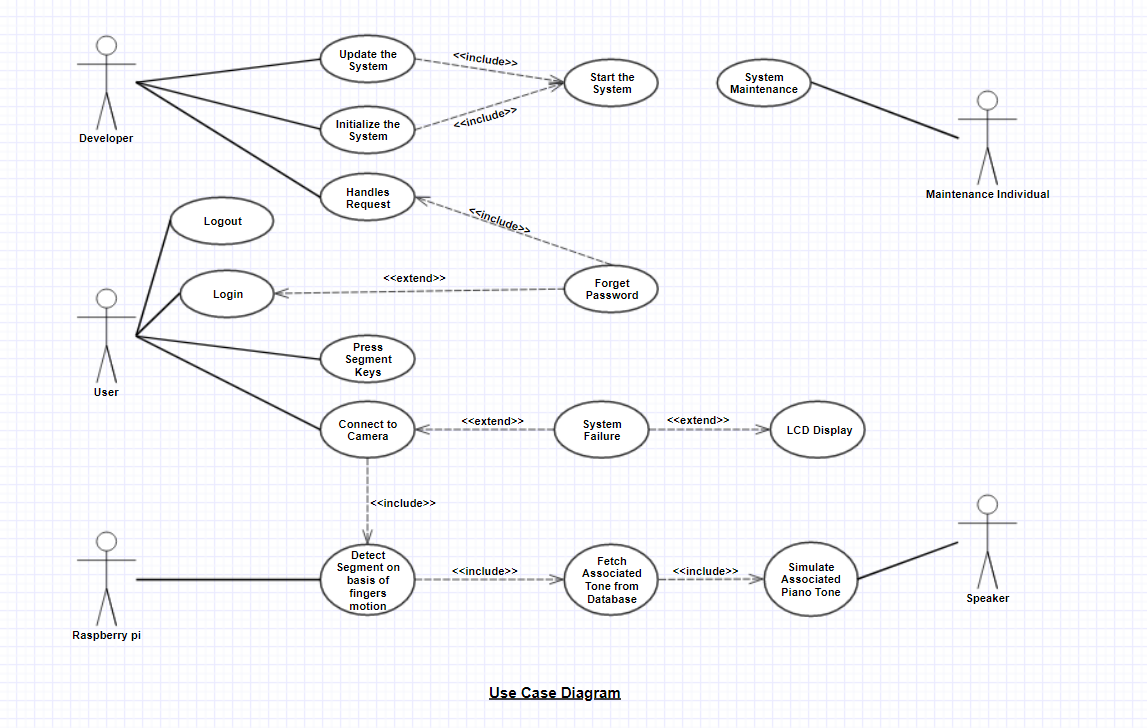 Developer
Update the
System
<<include>>
Start the
System
System
Maintenance
Initialize the
System
<<include>>
Maintenance Individual
Handles
Request
<<include>>
Logout
Login
<<extend>>
Forget
Password
User
Press
Segment
Keys
Connect to
Camera
<<extend>>
System
Failure
<<extend>>
LCD Display
<<include>>
Raspberry pi
Detect
Segment on
basis of
fingers
motion
<<include>>
Fetch
Associated
Tone from
Database
<<include>>
Simulate
Associated
Piano Tone
Speaker
Use Case Diagram